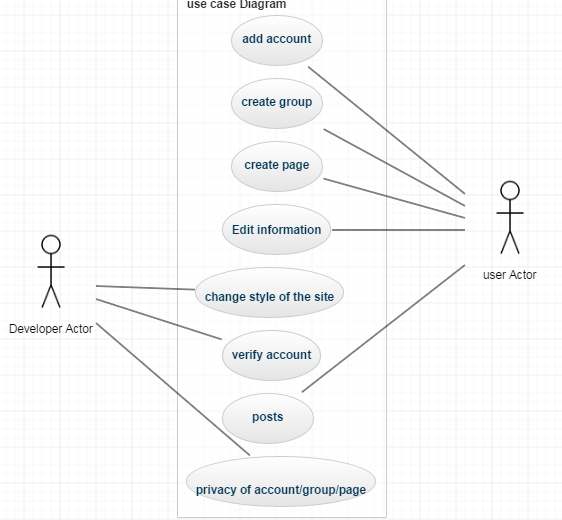 use case Diagram
add account
create group
create page
Edit information
user Actor
change style of the site
Developer Actor
verify account
posts
privacy of account/group/page